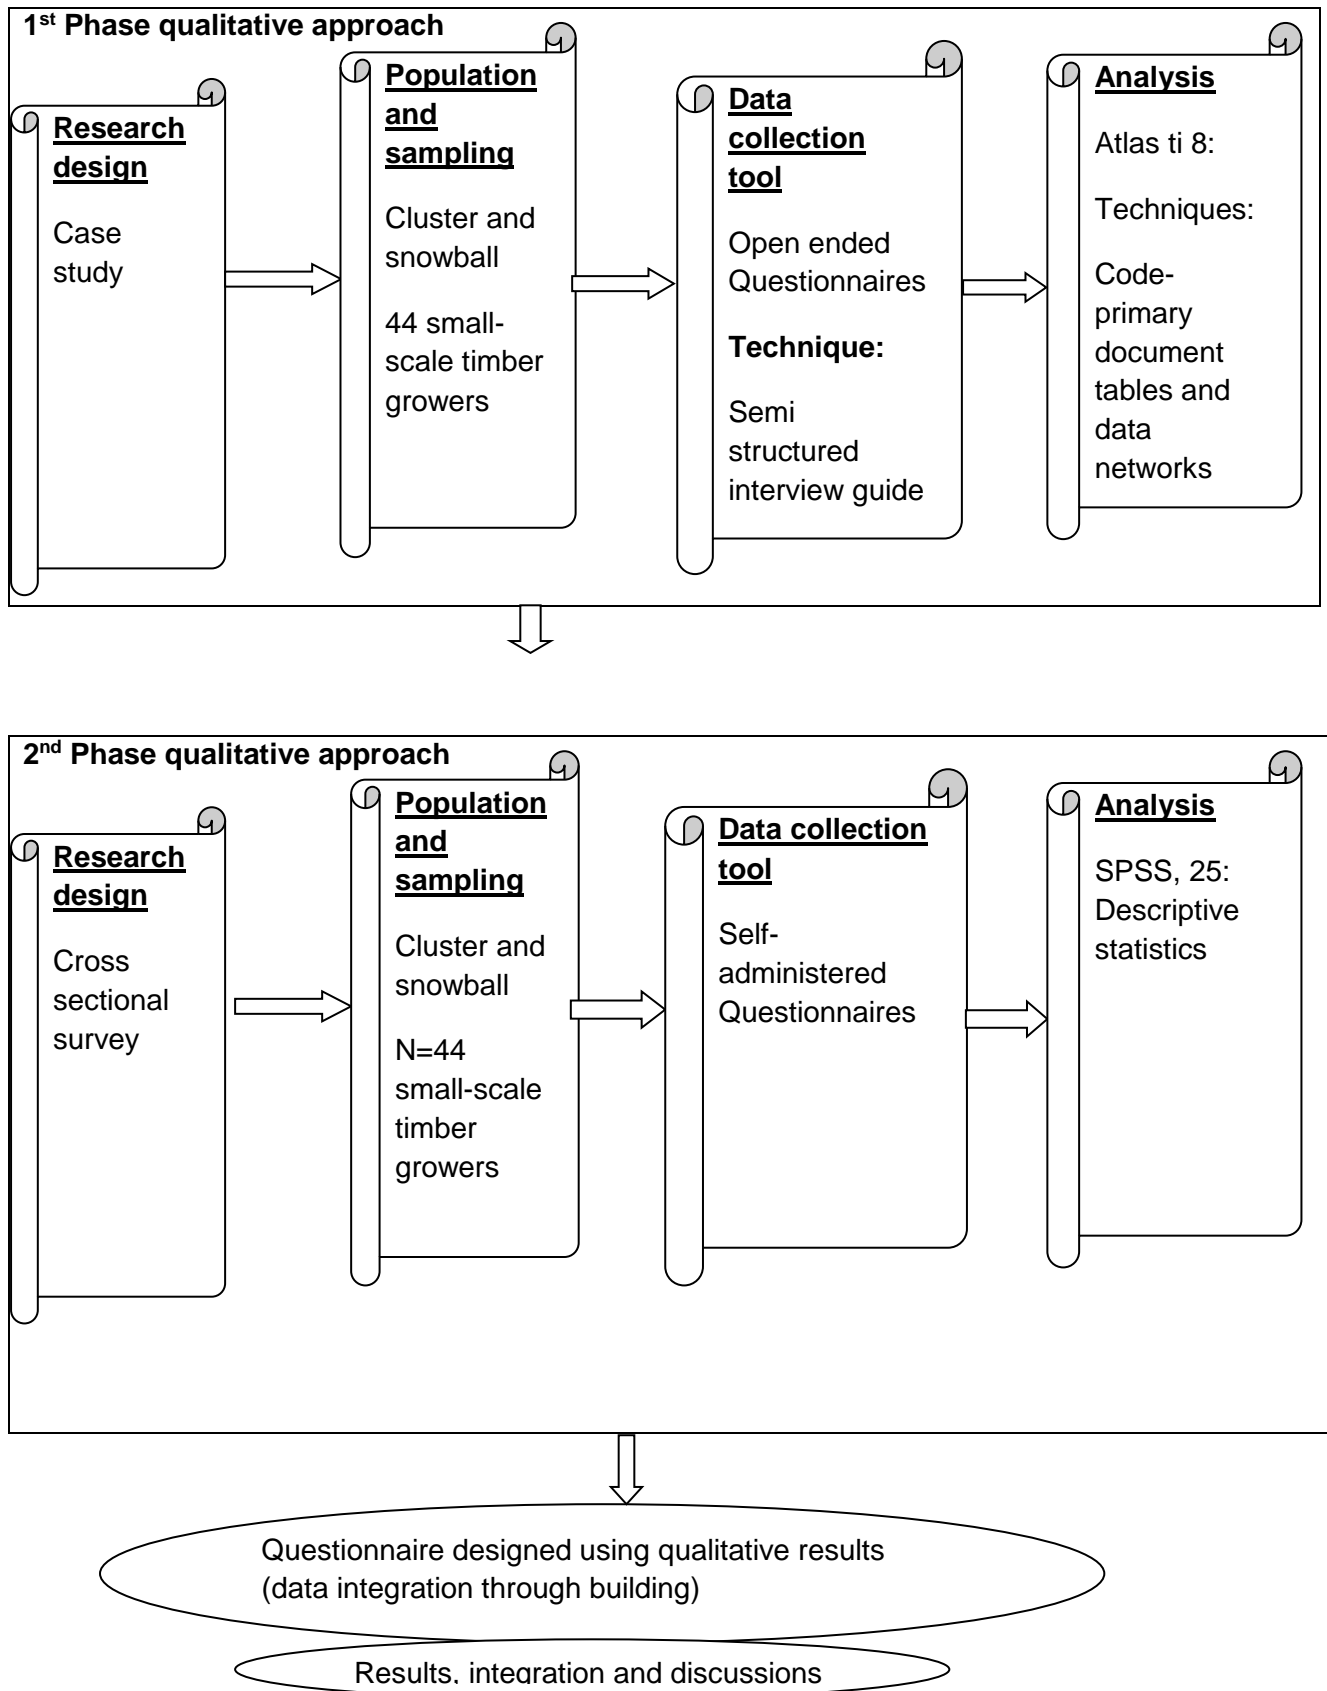 1st Phase qualitative approach
Research
design
Case
study
Population
and
sampling
Cluster and
snowball
44 small-
scale timber
growers
Data
collection
tool
Open ended
Questionnaires
Technique:
Semi
structured
interview guide
Analysis
Atlas ti 8:
Techniques:
Code-
primary
document
tables and
data
networks
2nd Phase qualitative approach
Research
design
Cross
sectional
survey
Population
and
sampling
Cluster and
snowball
N=44
small-scale
timber
growers
Data collection
tool
Self-
administered
Questionnaires
Analysis
SPSS, 25:
Descriptive
statistics
Questionnaire designed using qualitative results
(data integration through building)
Results, integration and discussions